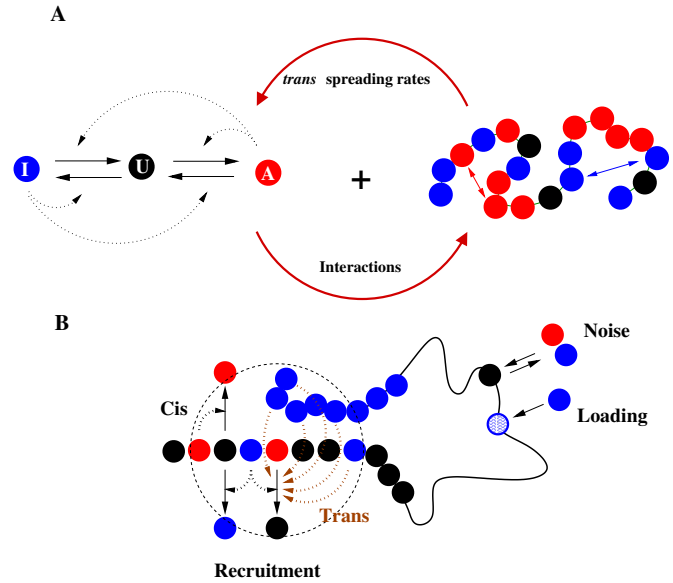 A
trans spreading rates
I
U
A
+
Interactions
B
Noise
Cis
Loading
Trans
Recruitment